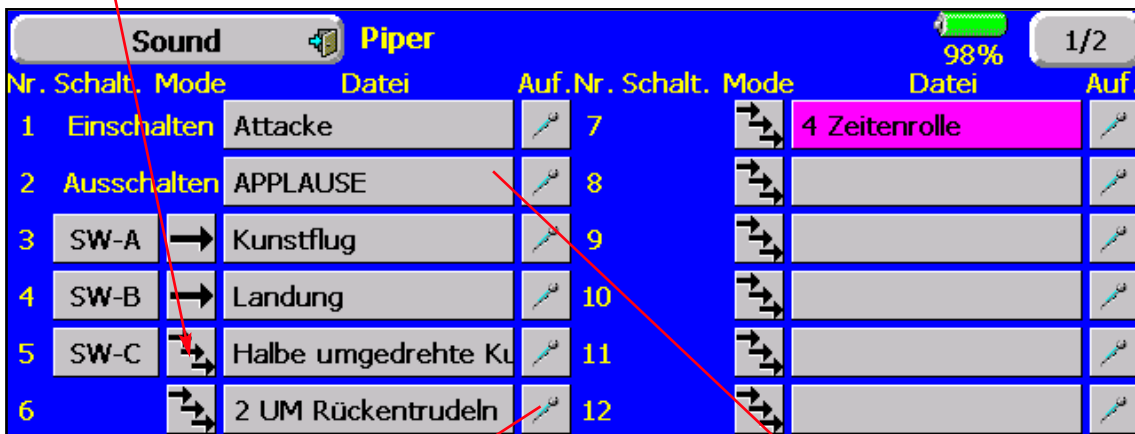 Sound Piper 98% 1/2
Nr. Schalt. Mode Datei Auf. Nr. Schalt. Mode Datei Auf.
1 Einschalten Attacke 7 4 Zeitenrolle
2 Ausschalten APPLAUSE 8
3 SW-A Kunstflug 9
4 SW-B Landung 10
5 SW-C Halbe umgedrehte Ku 11
6 2 UM Rückentrudeln 12